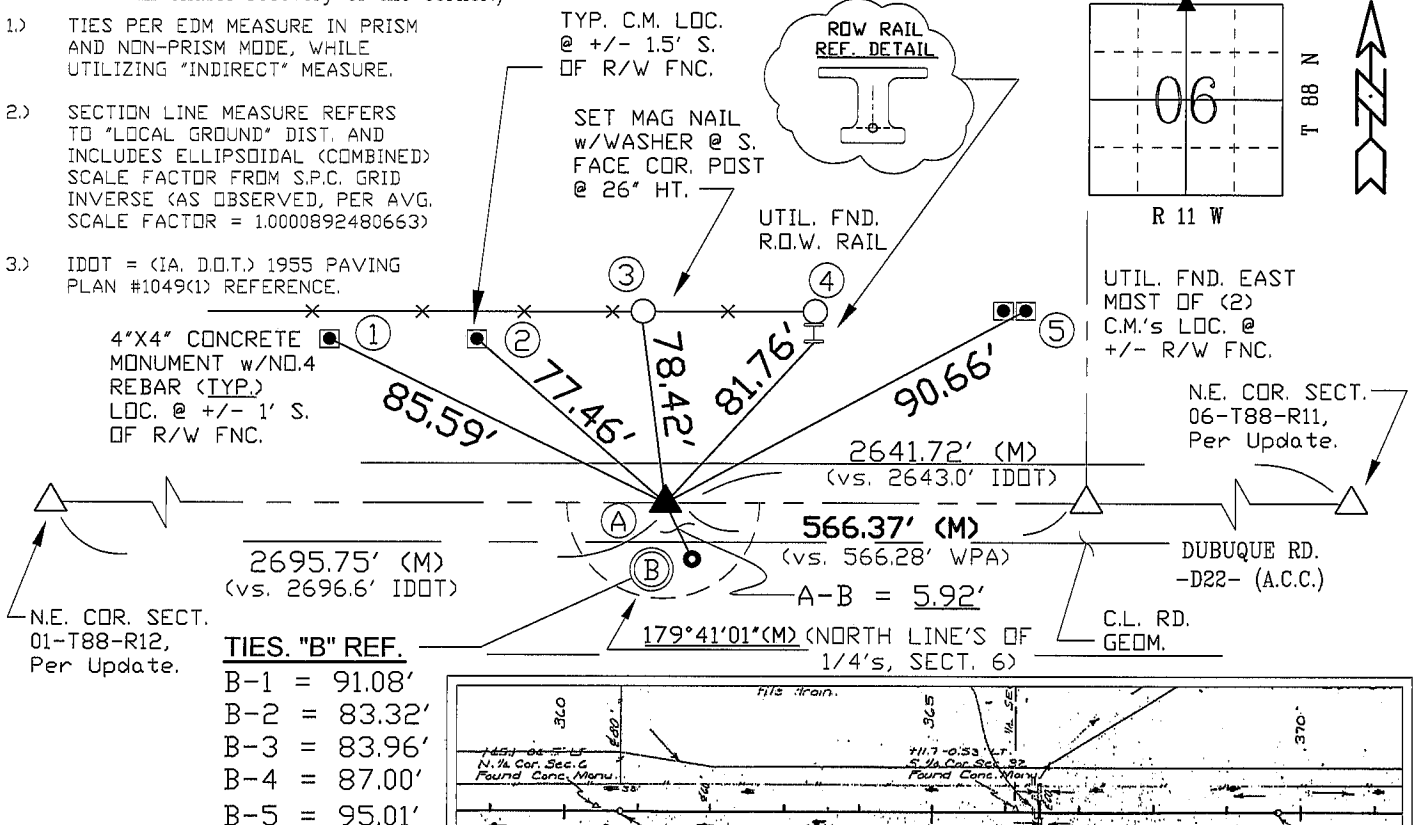 1.) TIES PER EDM MEASURE IN PRISM
AND NON-PRISM MODE, WHILE
UTILIZING "INDIRECT" MEASURE.
2.) SECTION LINE MEASURE REFERS
TO "LOCAL GROUND" DIST. AND
INCLUDES ELLIPSOIDAL (COMBINED)
SCALE FACTOR FROM S.P.C. GRID
INVERSE (AS OBSERVED, PER AVG.
SCALE FACTOR = 1.0000892480663)
3.) IDOT = (IA. D.O.T.) 1955 PAVING
PLAN #1049(1) REFERENCE.
TYP. C.M. LOC.
@ +/- 1.5' S.
OF R/W FNC.
SET MAG NAIL
w/WASHER @ S.
FACE COR. POST
@ 26" HT.
ROW RAIL
REF. DETAIL
UTIL. FND.
R.O.W. RAIL
06
T 88 N
R 11 W
N
UTIL. FND. EAST
MOST OF (2)
C.M.'s LOC. @
+/- R/W FNC.
4"X4" CONCRETE
MONUMENT w/NO.4
REBAR (TYP.)
LOC. @ +/- 1' S.
OF R/W FNC.
1
2
3
4
5
85.59'
77.46'
78.42'
81.76'
90.66'
N.E. COR. SECT.
06-T88-R11,
Per Update.
2641.72' (M)
(vs. 2643.0' IDOT)
A
B
566.37' (M)
(vs. 566.28' WPA)
2695.75' (M)
(vs. 2696.6' IDOT)
DUBUQUE RD.
-D22- (A.C.C.)
A-B = 5.92'
N.E. COR. SECT.
01-T88-R12,
Per Update.
C.L. RD.
GEOM.
179°41'01"(M) (NORTH LINE'S OF
1/4's, SECT. 6)
TIES. "B" REF.
B-1 = 91.08'
B-2 = 83.32'
B-3 = 83.96'
B-4 = 87.00'
B-5 = 95.01'
360
365
370
N. 1/4 Cor. Sec. 6
Found Conc. Monu.
+11.7-0.53 LT.
S. 1/4 Cor. Sec. 32
Found Conc. Monu.